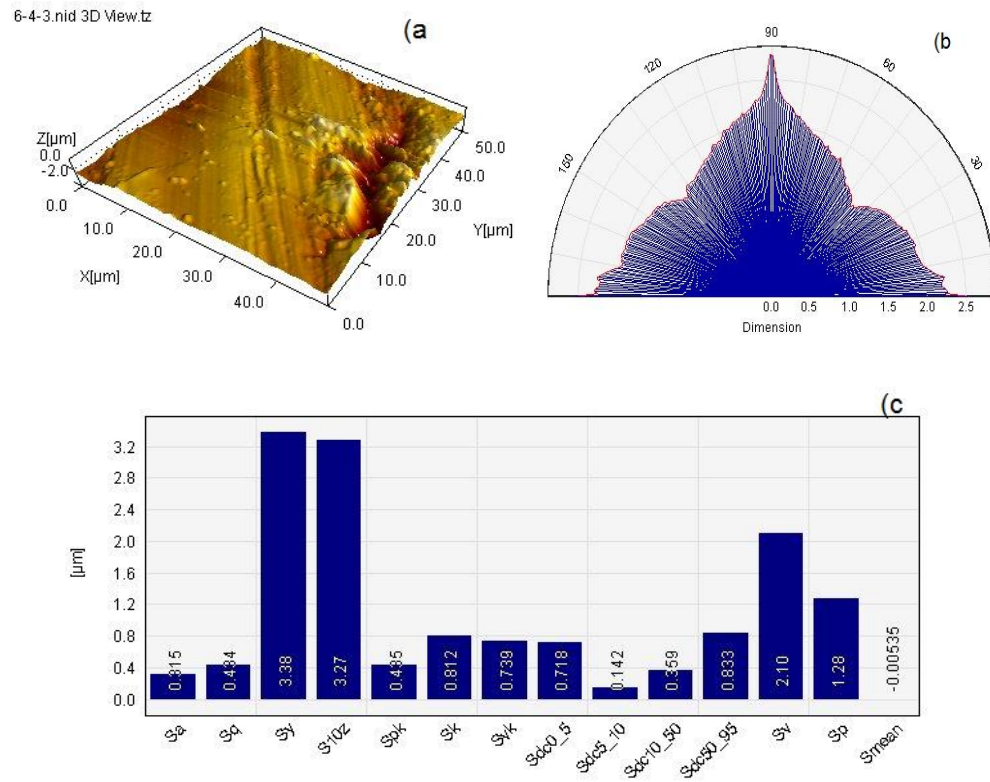 6-4-3.nid 3D View.tz
(a
Z[µm]
0.0
-2.0
0.0
10.0
20.0
30.0
40.0
X[µm]
0.0
10.0
20.0
30.0
40.0
50.0
Y[µm]
(b
150
120
90
60
30
0.0 0.5 1.0 1.5 2.0 2.5
Dimension
(c
[µm]
3.2
2.8
2.4
2.0
1.6
1.2
0.8
0.4
0.0
0.315 0.434 3.38 3.27 0.435 0.812 0.739 0.718 0.142 0.359 0.833 2.10 1.28 -0.00535
Sa Sq Sy S10z Spk Sk Svk Sdc0_5 Sdc5_10 Sdc10_50 Sdc50_95 Sv Sp Smean